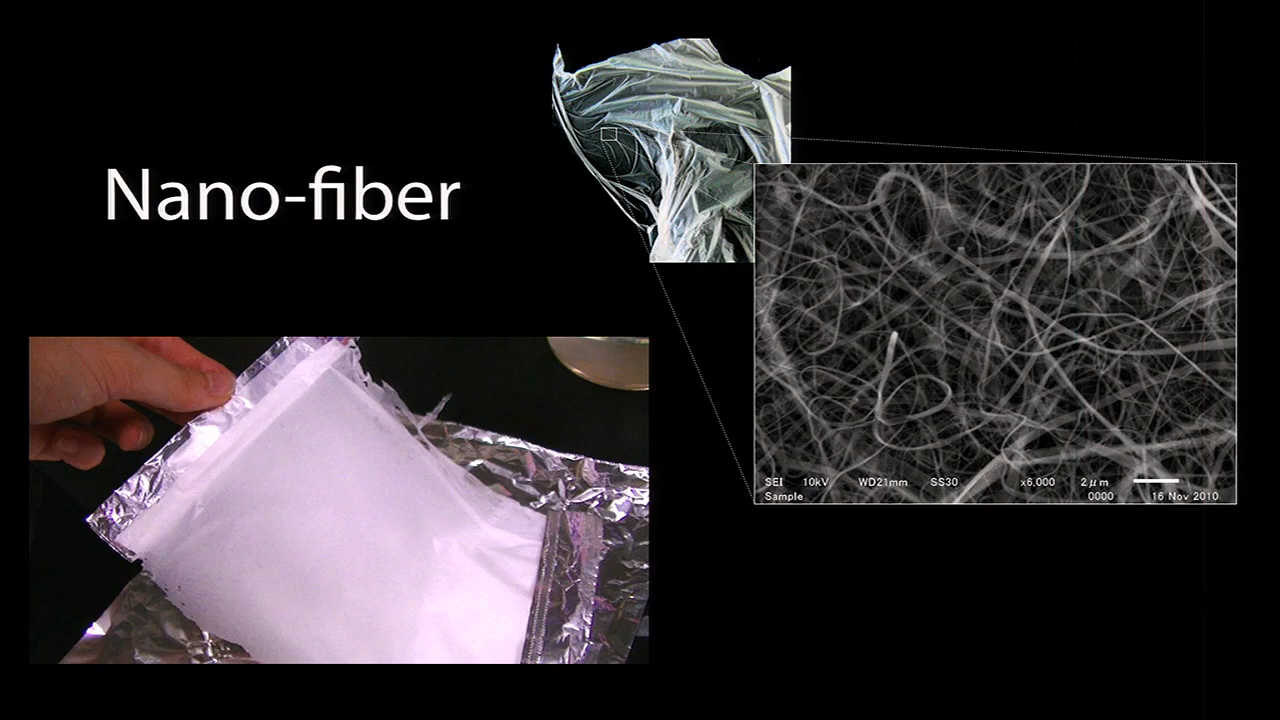 Nano-fiber
SEI 10kV WD21mm SS30 x6,000 2μm
Sample 0000 16 Nov 2010